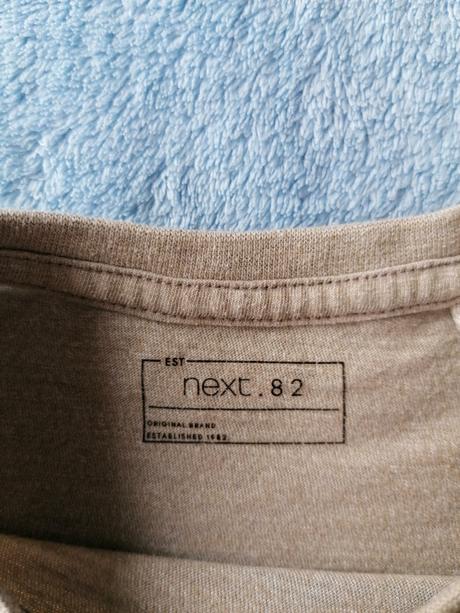 EST
next.82
ORIGINAL BRAND
ESTABLISHED 1982